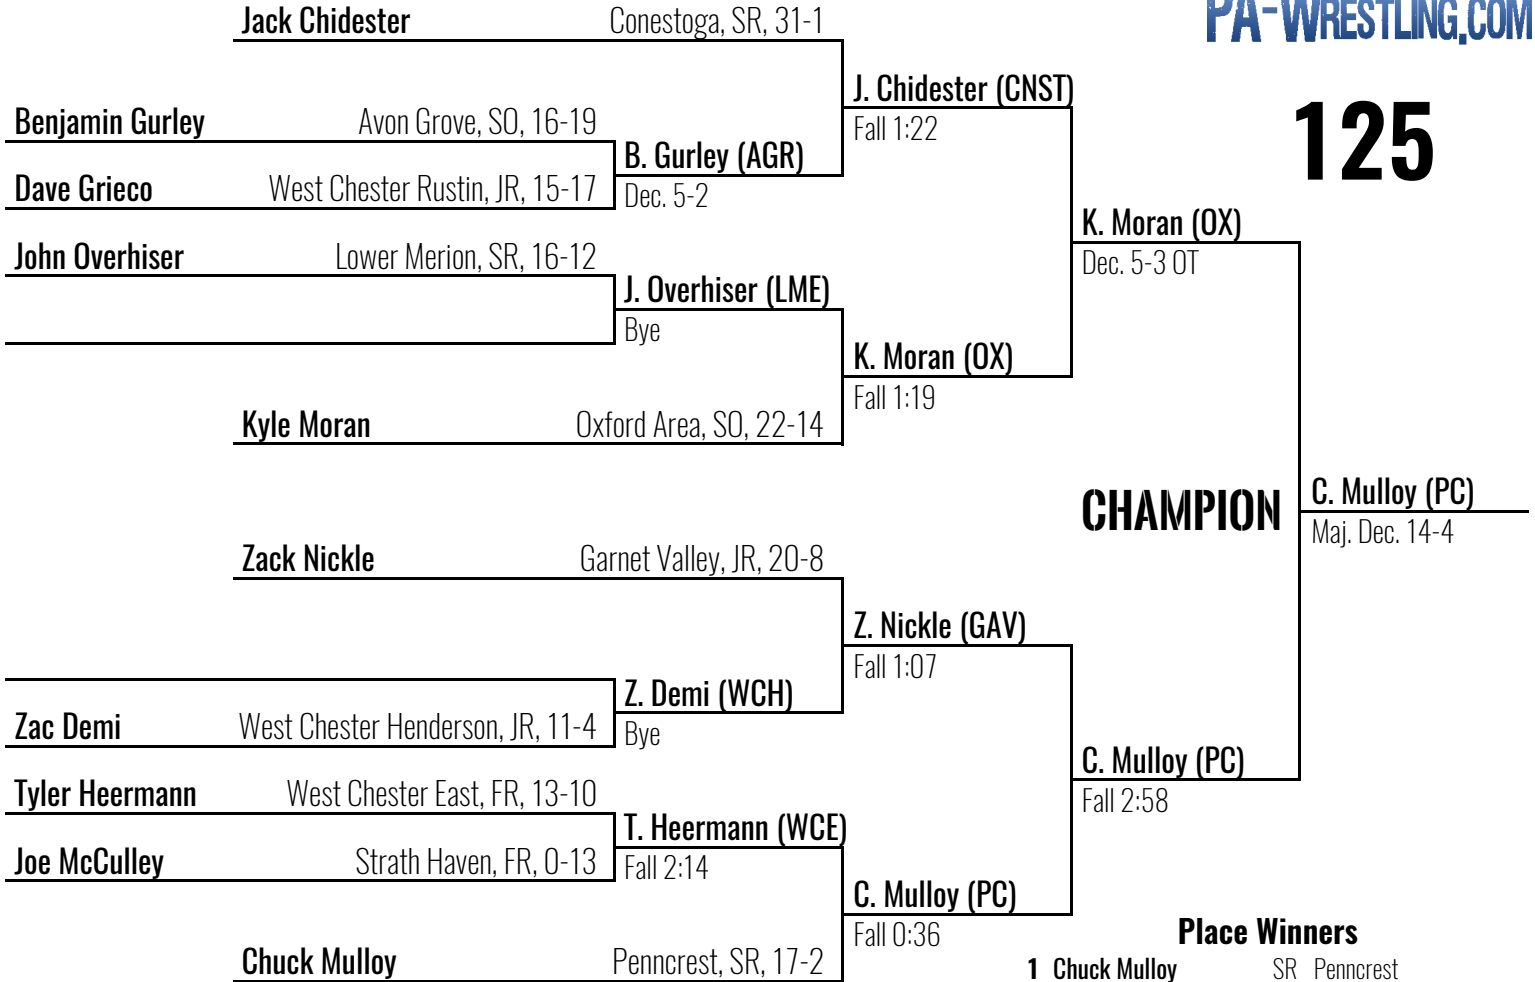 Jack Chidester Conestoga, SR, 31-1
PA-WRESTLING.COM
J. Chidester (CNST)
Fall 1:22
125
Benjamin Gurley Avon Grove, SO, 16-19
B. Gurley (AGR)
Dec. 5-2
Dave Grieco West Chester Rustin, JR, 15-17
K. Moran (OX)
Dec. 5-3 OT
John Overhiser Lower Merion, SR, 16-12
J. Overhiser (LME)
Bye
K. Moran (OX)
Fall 1:19
Kyle Moran Oxford Area, SO, 22-14
CHAMPION
C. Mulloy (PC)
Maj. Dec. 14-4
Zack Nickle Garnet Valley, JR, 20-8
Z. Nickle (GAV)
Fall 1:07
Z. Demi (WCH)
Bye
Zac Demi West Chester Henderson, JR, 11-4
C. Mulloy (PC)
Fall 2:58
Tyler Heermann West Chester East, FR, 13-10
T. Heermann (WCE)
Fall 2:14
Joe McCulley Strath Haven, FR, 0-13
C. Mulloy (PC)
Fall 0:36
Chuck Mulloy Penncrest, SR, 17-2
Place Winners
1 Chuck Mulloy SR Penncrest